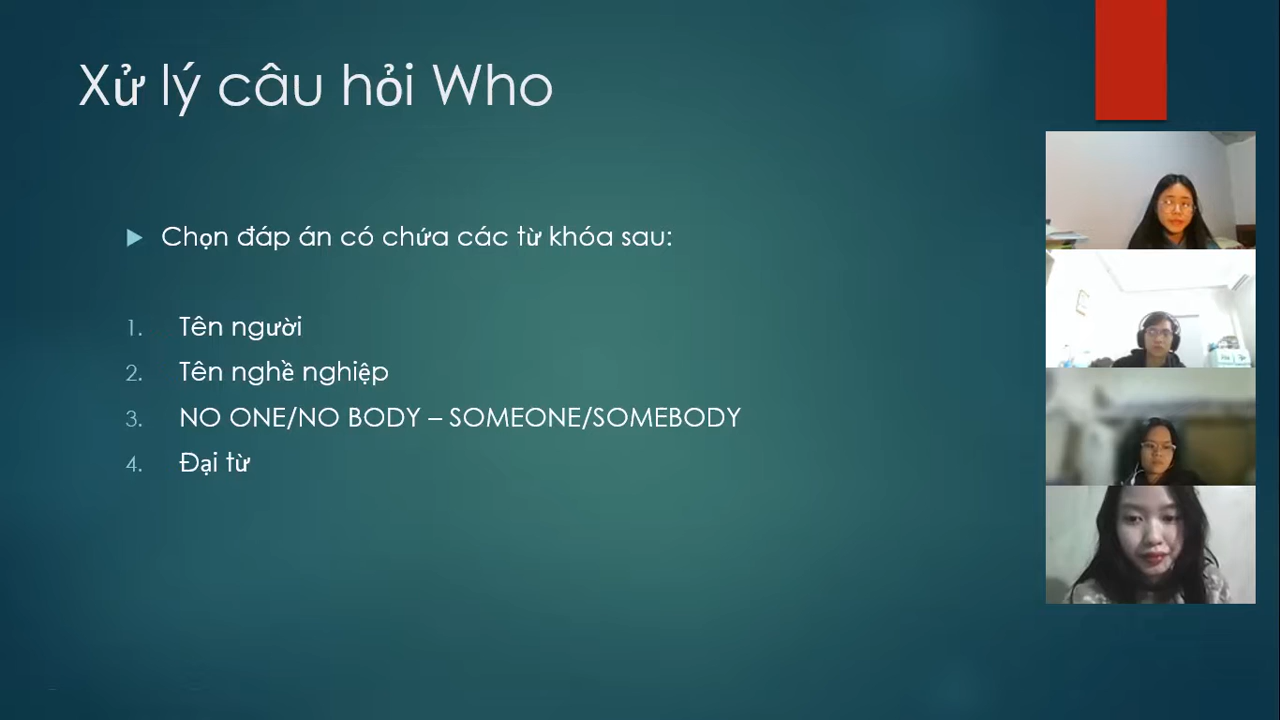 Xử lý câu hỏi Who
Chọn đáp án có chứa các từ khóa sau:
1. Tên người
2. Tên nghề nghiệp
3. NO ONE/NO BODY – SOMEONE/SOMEBODY
4. Đại từ